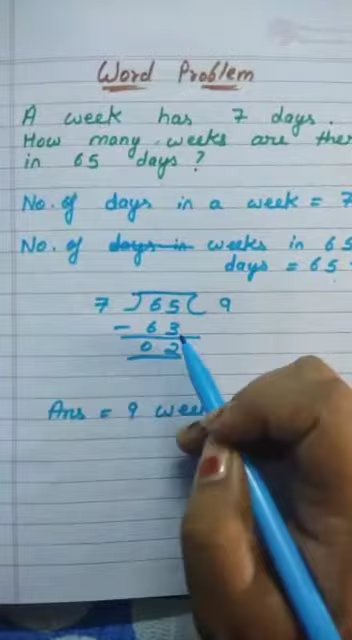 Word Problem
A week has 7 days.
How many weeks are
in 65 days?
No. of days in a week = 7
No. of days in weeks in 65
days = 65
7 ) 65 ( 9
- 63
02
Ans = 9